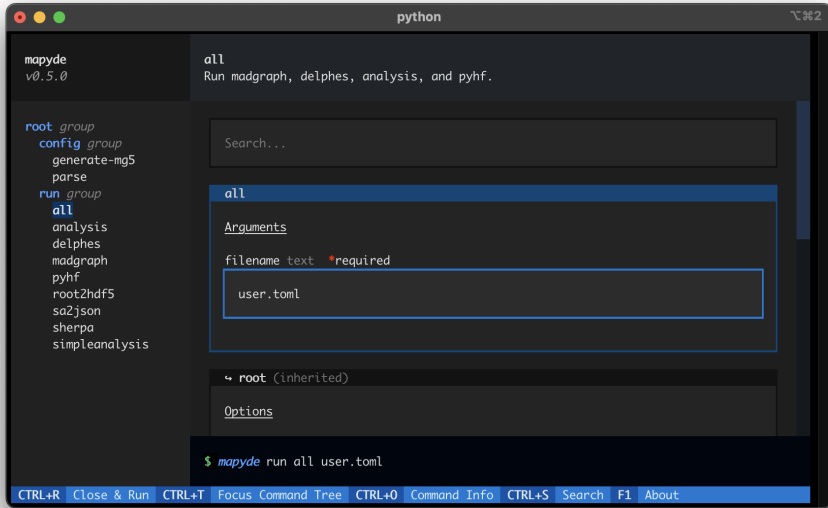 python
⌥⌘2
mapyde
v0.5.0
root group
config group
generate-mg5
parse
run group
all
analysis
delphes
madgraph
pyhf
root2hdf5
sa2json
sherpa
simpleanalysis
all
Run madgraph, delphes, analysis, and pyhf.
Search...
all
Arguments
filename text *required
user.toml
↪ root (inherited)
Options
$ mapyde run all user.toml
CTRL+R Close & Run CTRL+T Focus Command Tree CTRL+O Command Info CTRL+S Search F1 About